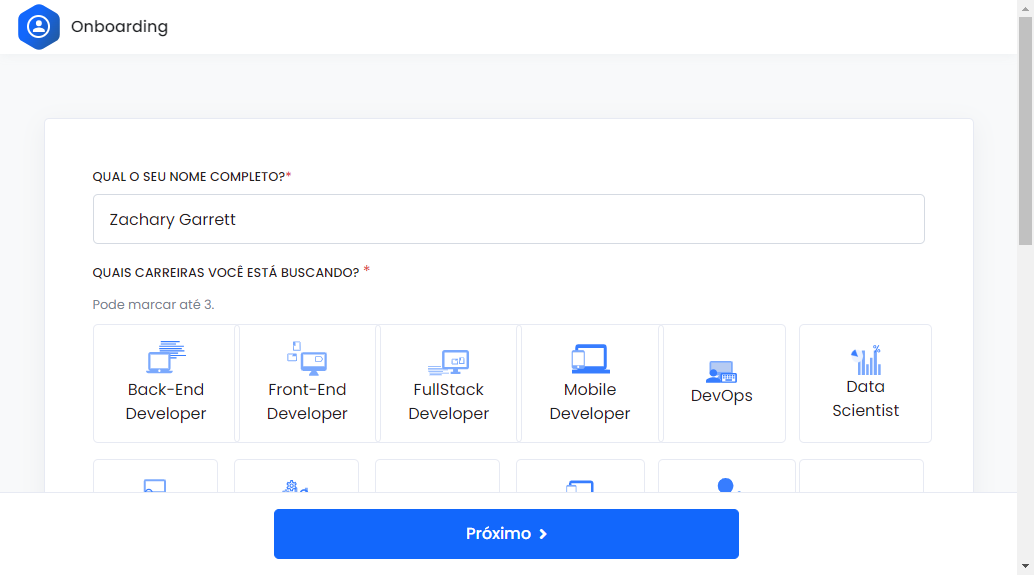 Onboarding
QUAL O SEU NOME COMPLETO?*
Zachary Garrett
QUAIS CARREIRAS VOCÊ ESTÁ BUSCANDO? *
Pode marcar até 3.
Back-End
Developer
Front-End
Developer
FullStack
Developer
Mobile
Developer
DevOps
Data
Scientist
Próximo